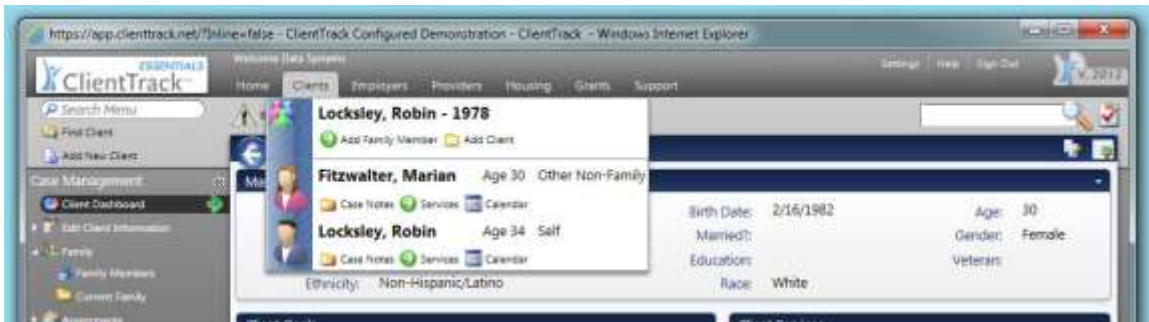 https://app.clienttrack.net/?Inline=false - ClientTrack Configured Demonstration - ClientTrack - Windows Internet Explorer
ESSENTIALS
ClientTrack
Welcome Data Systems
Settings | Help | Sign Out
V. 2012
Home Clients Employers Providers Housing Grants Support
Search Menu
Find Client
Add New Client
Locksley, Robin - 1978
Add Family Member Add Client
Case Management
Client Dashboard
Edit Client Information
Family
Family Members
Current Family
Assessments
Fitzwalter, Marian Age 30 Other Non-Family
Case Notes Services Calendar
Locksley, Robin Age 34 Self
Case Notes Services Calendar
Birth Date: 2/16/1982 Age: 30
Married?: Gender: Female
Education: Veteran:
Ethnicity: Non-Hispanic/Latino Race: White